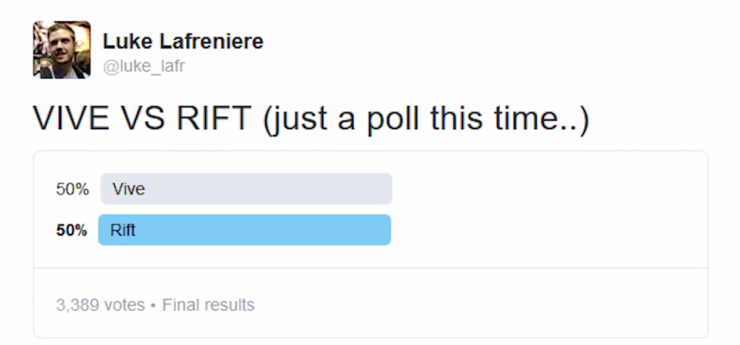 Luke Lafreniere
@luke_lafr
VIVE VS RIFT (just a poll this time..)
50% Vive
50% Rift
3,389 votes • Final results